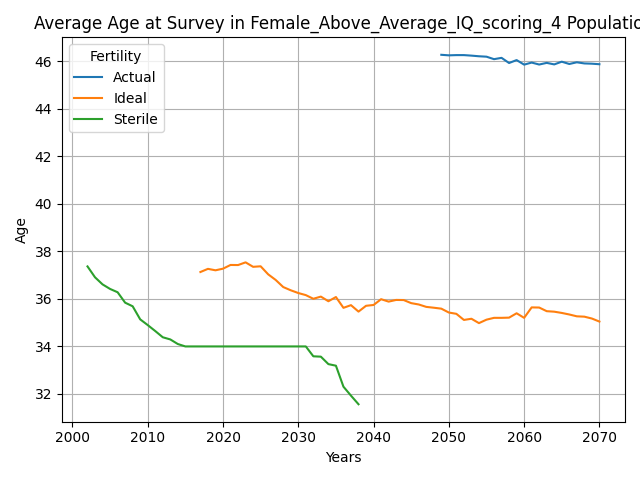 Average Age at Survey in Female_Above_Average_IQ_scoring_4 Populatio
Fertility
Actual
Ideal
Sterile
46
44
42
40
38
36
34
32
Age
2000 2010 2020 2030 2040 2050 2060 2070
Years